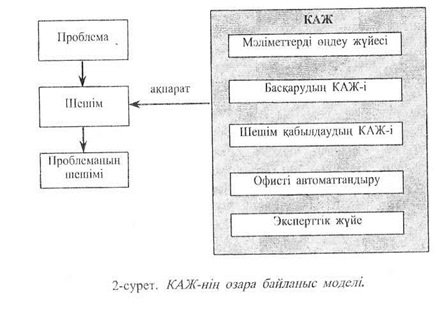 КАЖ
Проблема
Мәліметтерді өңдеу жүйесі
ақпарат
Басқарудың КАЖ-і
Шешім
Шешім қабылдаудың КАЖ-і
Проблеманың
шешімі
Офисті автоматтандыру
Эксперттік жүйе
2-сурет. КАЖ-нің өзара байланыс моделі.